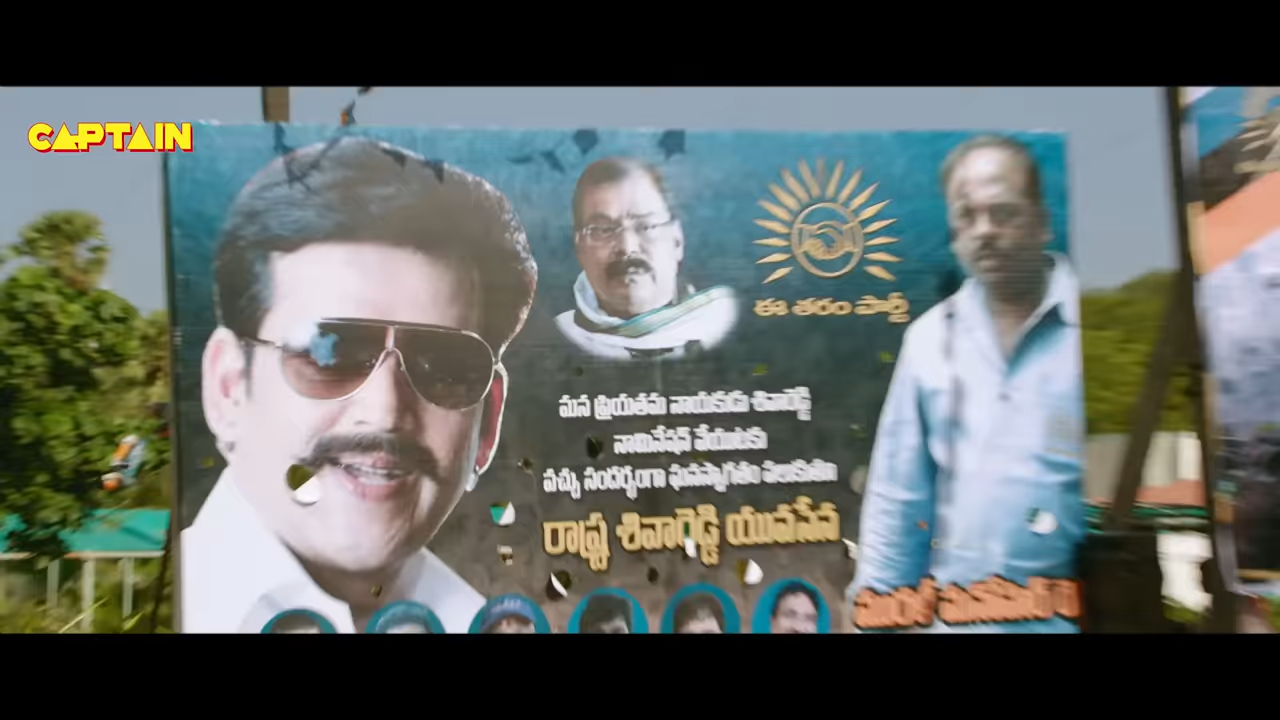 CAPTAIN
ఈ తరం పార్టీ
మన ప్రియతమ నాయకుడు శివారెడ్డి
నామినేషన్ వేయుటకు
వచ్చు సందర్భంగా ఘనస్వాగతం పలుకుతూ
రాష్ట్ర శివారెడ్డి యువసేన